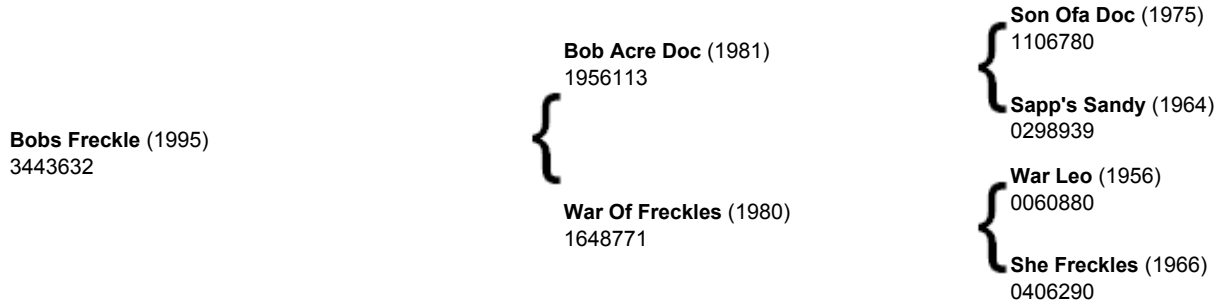 Bobs Freckle (1995)
3443632
Bob Acre Doc (1981)
1956113
War Of Freckles (1980)
1648771
Son Ofa Doc (1975)
1106780
Sapp's Sandy (1964)
0298939
War Leo (1956)
0060880
She Freckles (1966)
0406290